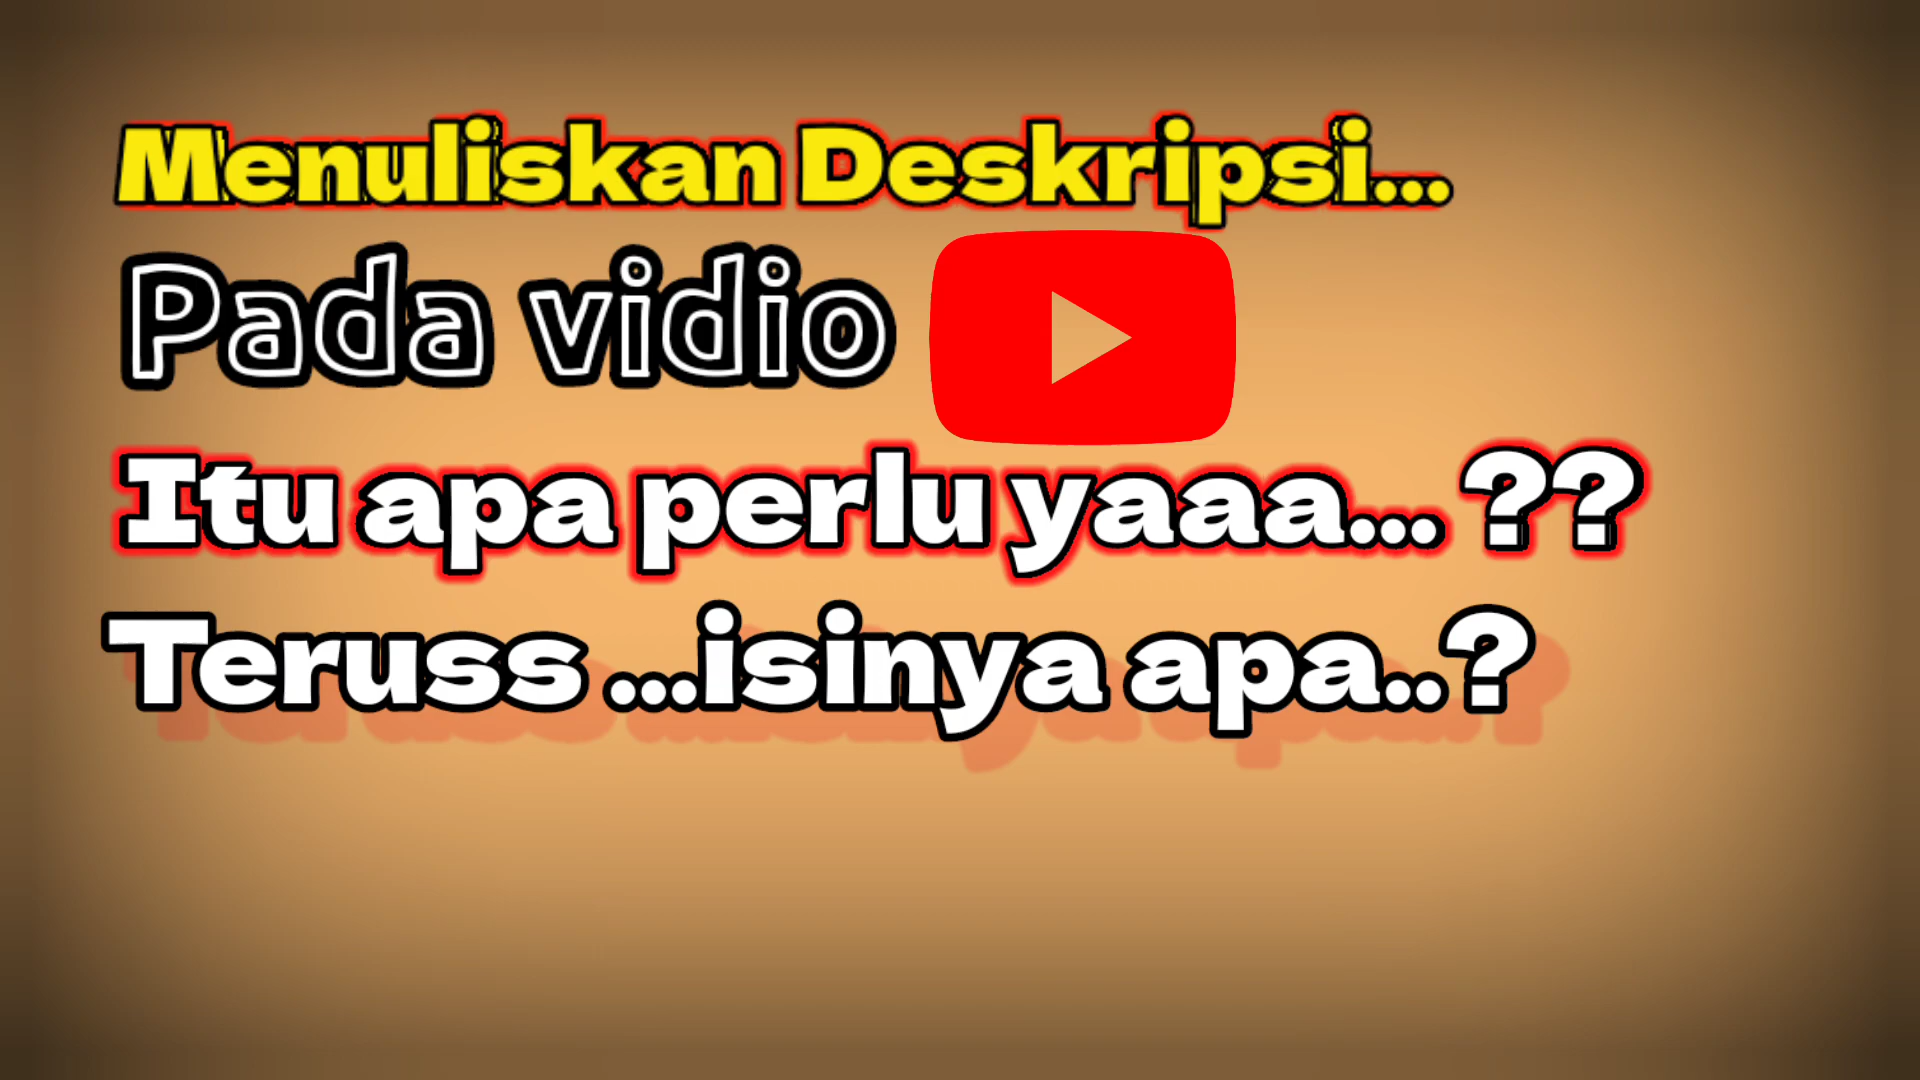 Menuliskan Deskripsi...
Pada vidio
Itu apa perlu yaaa... ??
Teruss ...isinya apa..?